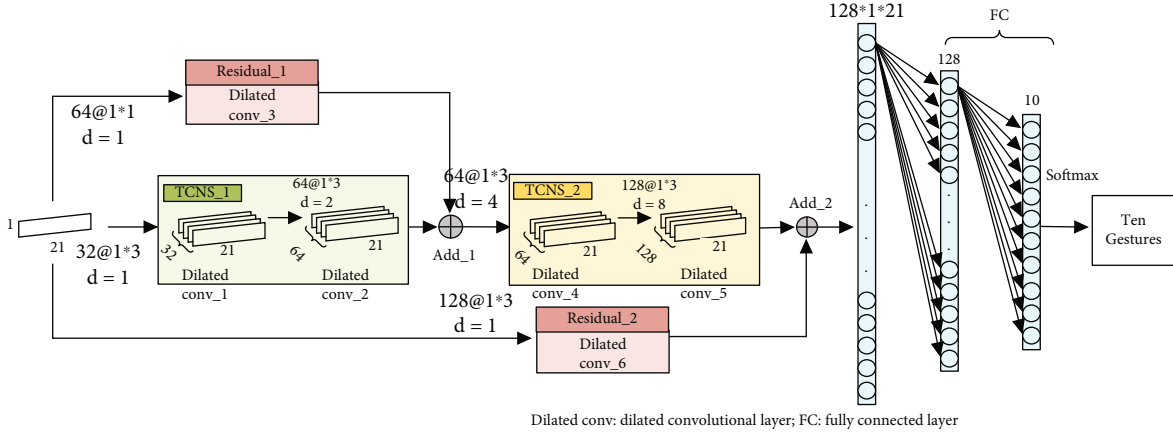 128*1*21
FC
Residual_1
Dilated
conv_3
64@1*1
d = 1
128
10
TCNS_1
64@1*3
d = 2
32
21
64
21
Dilated
conv_1
Dilated
conv_2
64@1*3
d = 4
Add_1
TCNS_2
128@1*3
d = 8
64
21
128
21
Dilated
conv_4
Dilated
conv_5
Add_2
Softmax
Ten
Gestures
1
21
32@1*3
d = 1
128@1*3
d = 1
Residual_2
Dilated
conv_6
Dilated conv: dilated convolutional layer; FC: fully connected layer